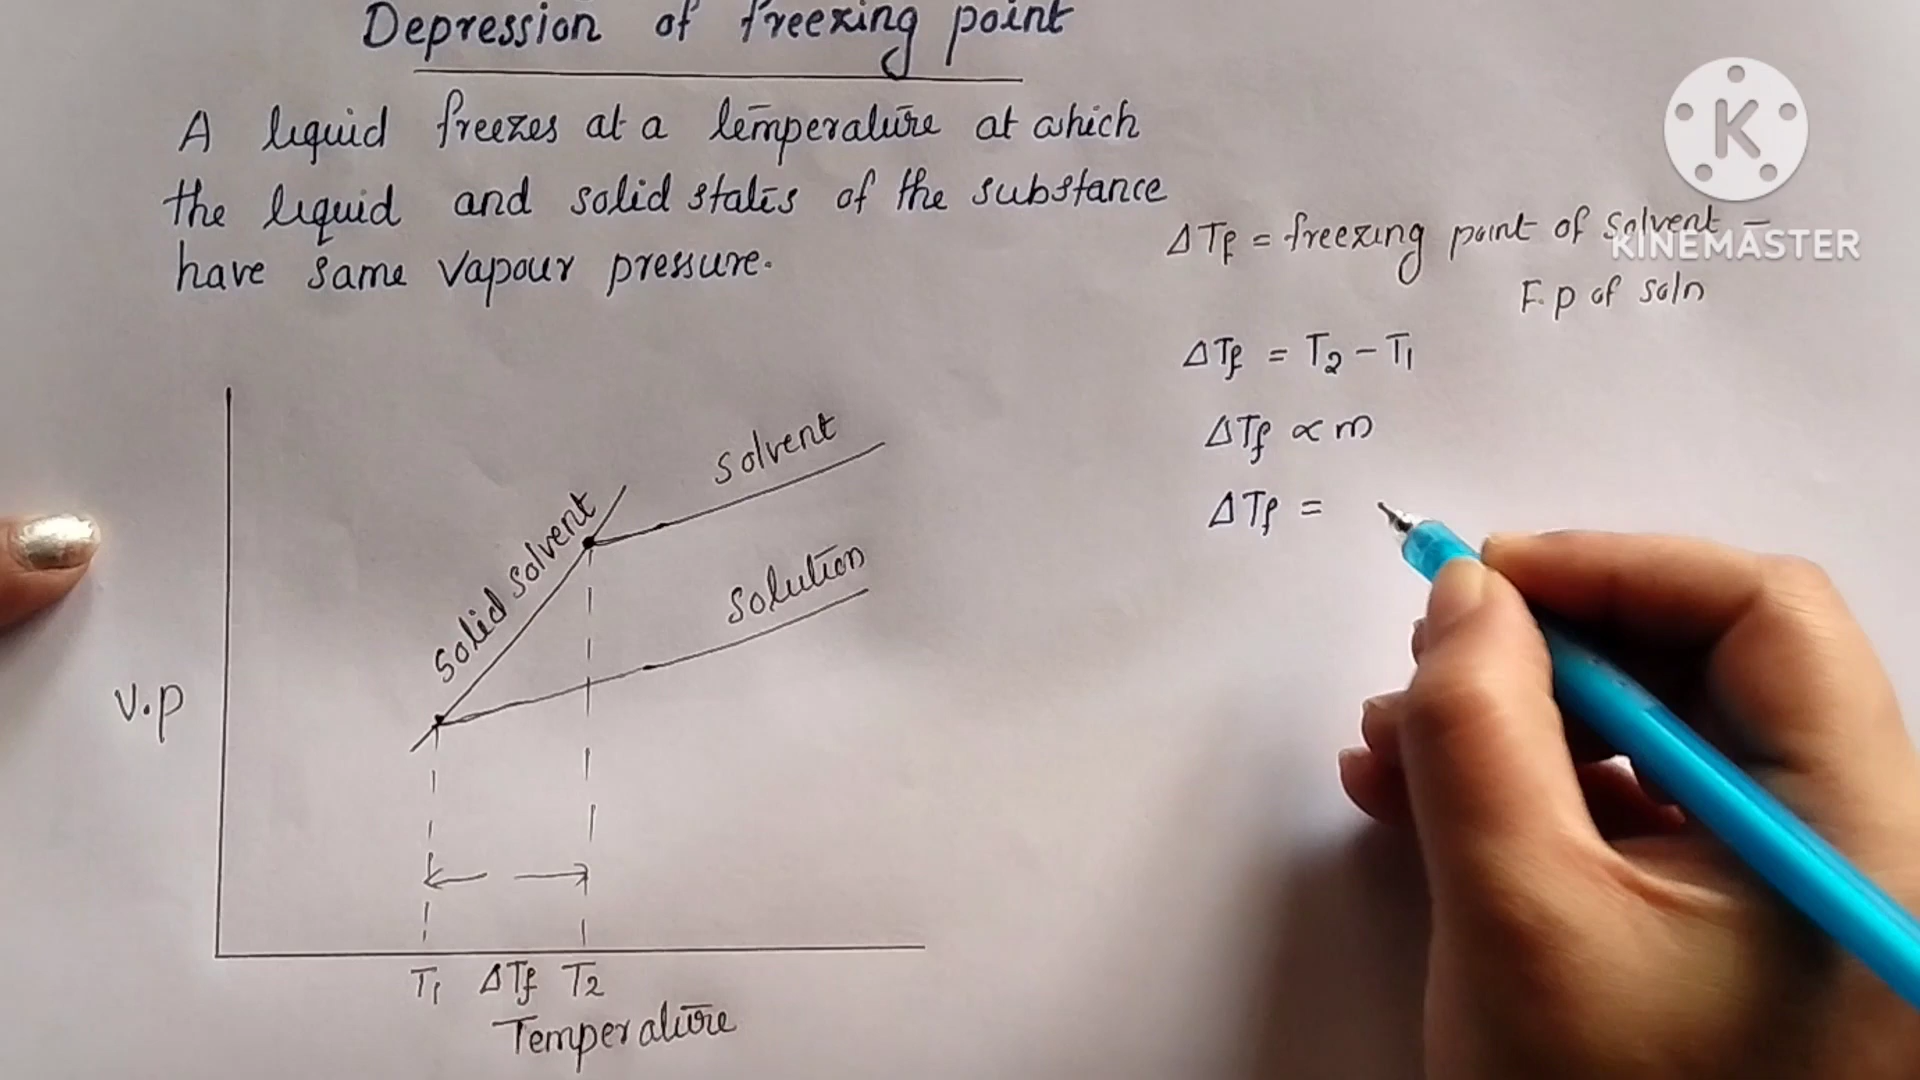 Depression of freezing point
A liquid freezes at a temperature at which
the liquid and solid states of the substance
have same vapour pressure.
K
KINEMASTER
ΔTf = freezing point of solvent –
F.p of soln
ΔTf = T2 – T1
ΔTf ∝ m
ΔTf =
solvent
solid solvent
solution
V.p
T1 ΔTf T2
Temperature